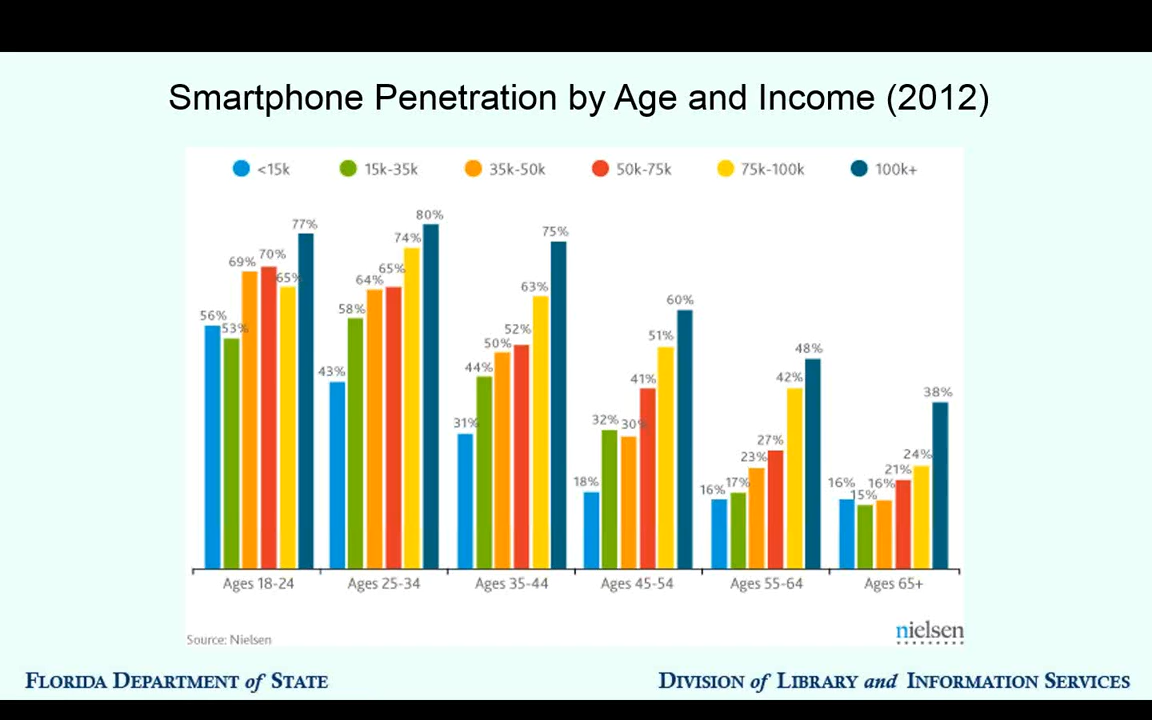 Smartphone Penetration by Age and Income (2012)
<15k 15k-35k 35k-50k 50k-75k 75k-100k 100k+
56% 53% 69% 70% 65% 77%
43% 58% 64% 65% 74% 80%
31% 44% 50% 52% 63% 75%
18% 32% 30% 41% 51% 60%
16% 17% 23% 27% 42% 48%
16% 15% 16% 21% 24% 38%
Ages 18-24 Ages 25-34 Ages 35-44 Ages 45-54 Ages 55-64 Ages 65+
Source: Nielsen
nielsen
FLORIDA DEPARTMENT of STATE
DIVISION of LIBRARY and INFORMATION SERVICES